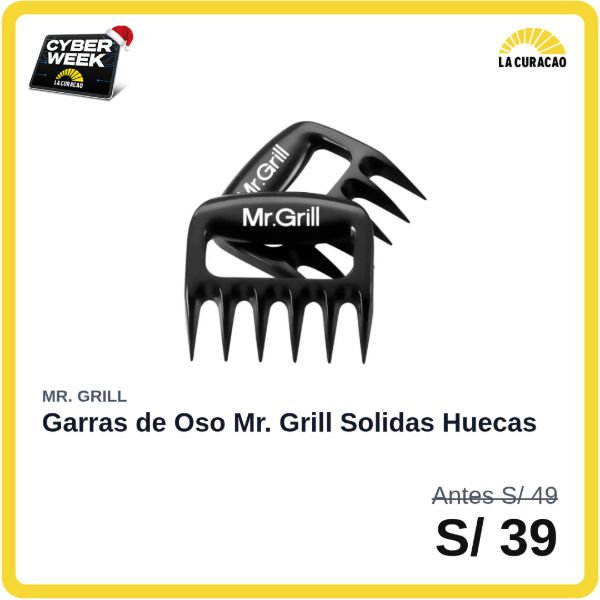 CYBER
WEEK
LA CURACAO
LA CURACAO
Mr.Grill
Mr.Grill
MR. GRILL
Garras de Oso Mr. Grill Solidas Huecas
Antes S/ 49
S/ 39